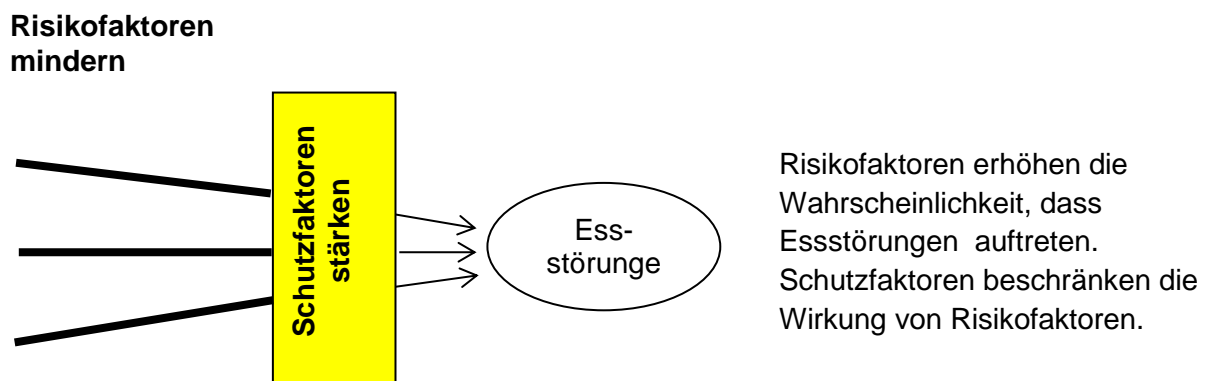 Risikofaktoren
mindern
Schutzfaktoren
stärken
Ess-
störunge
Risikofaktoren erhöhen die
Wahrscheinlichkeit, dass
Essstörungen  auftreten.
Schutzfaktoren beschränken die
Wirkung von Risikofaktoren.